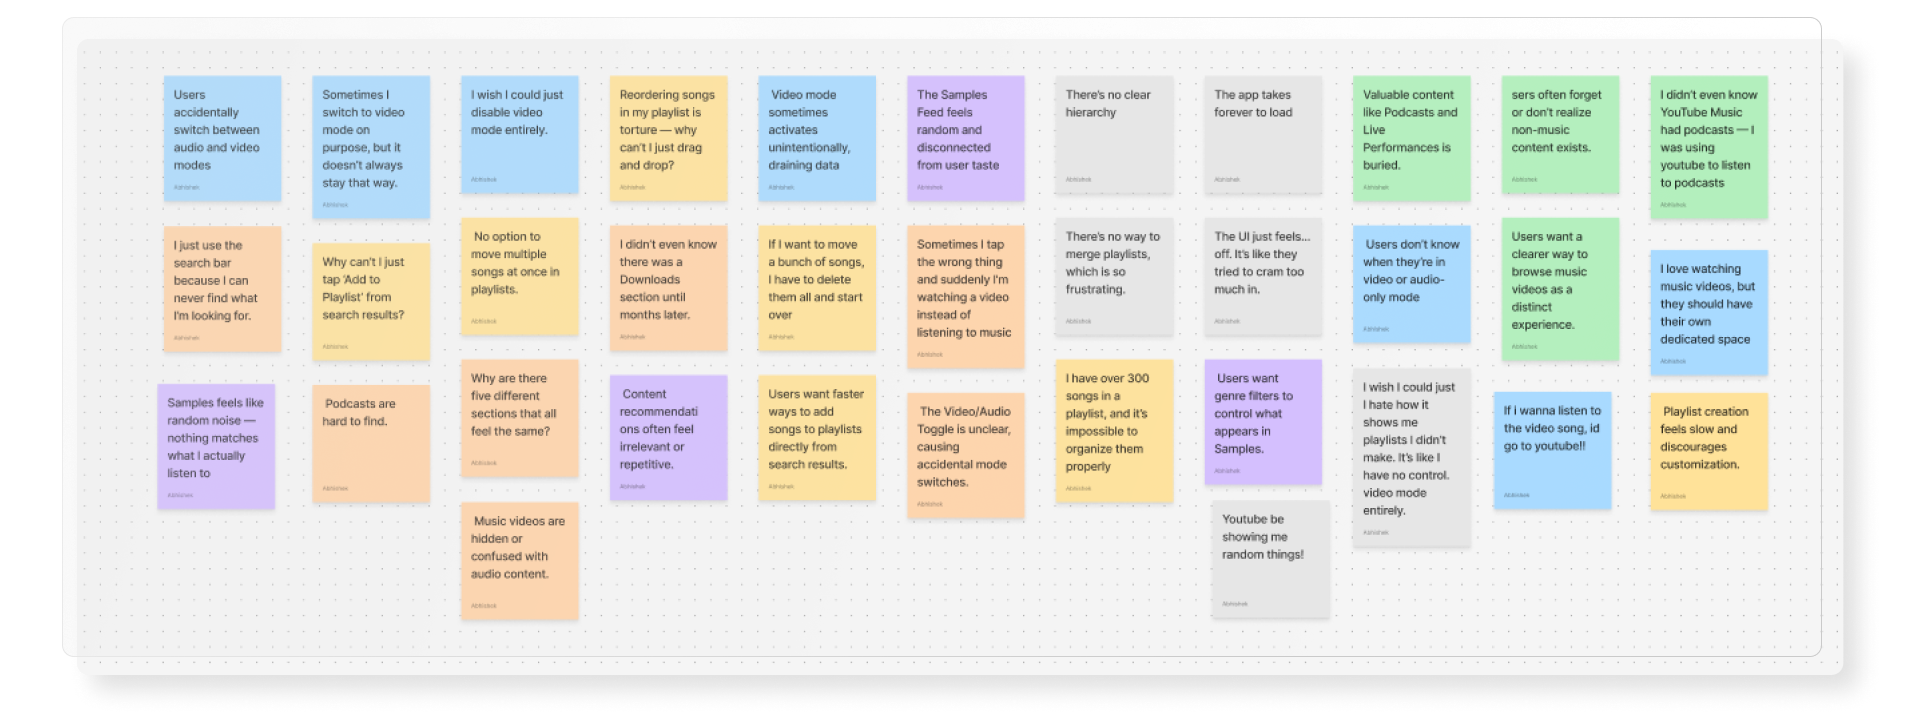 Users
accidentally
switch between
audio and video
modes
Abhishek
Sometimes I
switch to video
mode on
purpose, but it
doesn't always
stay that way.
Abhishek
I wish I could just
disable video
mode entirely.
Abhishek
Reordering songs
in my playlist is
torture — why
can't I just drag
and drop?
Abhishek
Video mode
sometimes
activates
unintentionally,
draining data
Abhishek
The Samples
Feed feels
random and
disconnected
from user taste
Abhishek
There's no clear
hierarchy
Abhishek
The app takes
forever to load
Abhishek
Valuable content
like Podcasts and
Live
Performances is
buried.
Abhishek
sers often forget
or don't realize
non-music
content exists.
Abhishek
I didn't even know
YouTube Music
had podcasts — I
was using
youtube to listen
to podcasts
Abhishek
I just use the
search bar
because I can
never find what
I'm looking for.
Abhishek
Why can't I just
tap 'Add to
Playlist' from
search results?
Abhishek
No option to
move multiple
songs at once in
playlists.
Abhishek
I didn't even know
there was a
Downloads
section until
months later.
Abhishek
If I want to move
a bunch of songs,
I have to delete
them all and start
over
Abhishek
Sometimes I tap
the wrong thing
and suddenly I'm
watching a video
instead of
listening to music
Abhishek
There's no way to
merge playlists,
which is so
frustrating.
Abhishek
The UI just feels...
off. It's like they
tried to cram too
much in.
Abhishek
Users don't know
when they're in
video or audio-
only mode
Abhishek
Users want a
clearer way to
browse music
videos as a
distinct
experience.
Abhishek
I love watching
music videos, but
they should have
their own
dedicated space
Abhishek
Samples feels like
random noise —
nothing matches
what I actually
listen to
Abhishek
Podcasts are
hard to find.
Abhishek
Why are there
five different
sections that all
feel the same?
Abhishek
Content
recommendati
ons often feel
irrelevant or
repetitive.
Abhishek
Users want faster
ways to add
songs to playlists
directly from
search results.
Abhishek
The Video/Audio
Toggle is unclear,
causing
accidental mode
switches.
Abhishek
I have over 300
songs in a
playlist, and it's
impossible to
organize them
properly
Abhishek
Users want
genre filters to
control what
appears in
Samples.
Abhishek
I wish I could just
I hate how it
shows me
playlists I didn't
make. It's like I
have no control.
video mode
entirely.
Abhishek
If i wanna listen to
the video song, id
go to youtube!!
Abhishek
Playlist creation
feels slow and
discourages
customization.
Abhishek
Music videos are
hidden or
confused with
audio content.
Abhishek
Youtube be
showing me
random things!
Abhishek